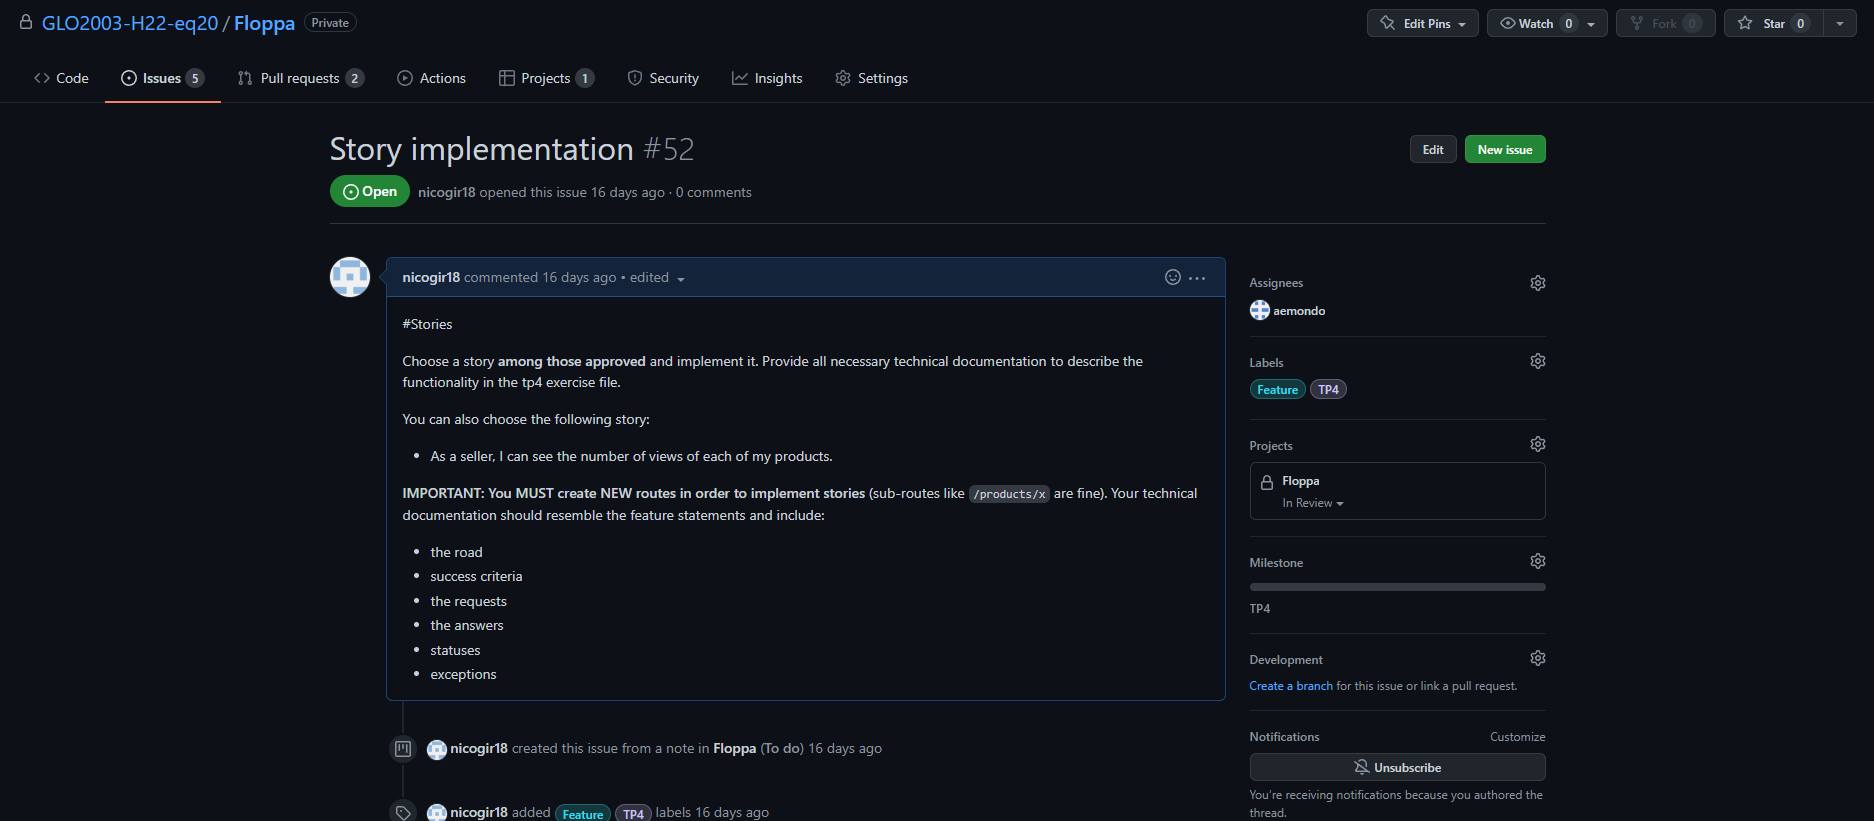 GLO2003-H22-eq20 / Floppa Private
Edit Pins Watch 0 Fork 0 Star 0
Code Issues 5 Pull requests 2 Actions Projects 1 Security Insights Settings
Story implementation #52
Edit New issue
Open nicogir18 opened this issue 16 days ago · 0 comments
nicogir18 commented 16 days ago • edited
#Stories
Choose a story among those approved and implement it. Provide all necessary technical documentation to describe the
functionality in the tp4 exercise file.
You can also choose the following story:
• As a seller, I can see the number of views of each of my products.
IMPORTANT: You MUST create NEW routes in order to implement stories (sub-routes like /products/x are fine). Your technical
documentation should resemble the feature statements and include:
• the road
• success criteria
• the requests
• the answers
• statuses
• exceptions
nicogir18 created this issue from a note in Floppa (To do) 16 days ago
nicogir18 added Feature TP4 labels 16 days ago
Assignees
aemondo
Labels
Feature TP4
Projects
Floppa
In Review
Milestone
TP4
Development
Create a branch for this issue or link a pull request.
Notifications Customize
Unsubscribe
You're receiving notifications because you authored the
thread.